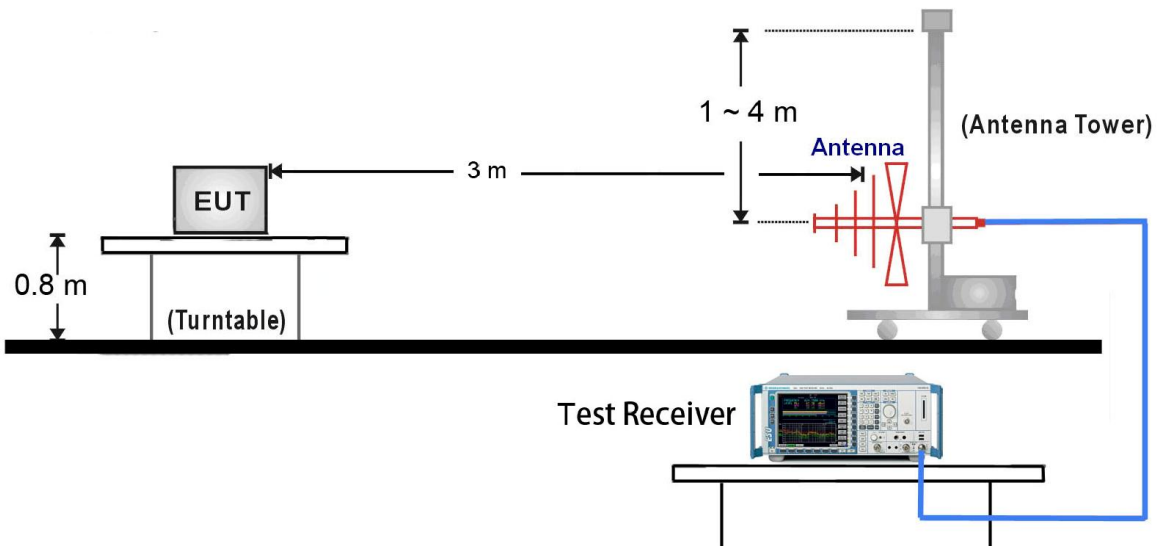 1 ~ 4 m
(Antenna Tower)
Antenna
3 m
EUT
0.8 m
(Turntable)
Test Receiver